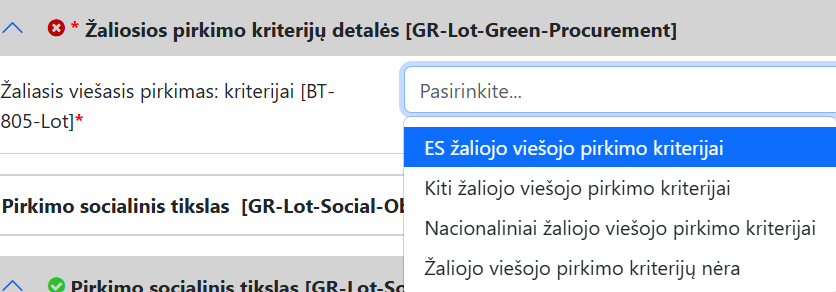 * Žaliosios pirkimo kriterijų detalės [GR-Lot-Green-Procurement]
Žaliasis viešasis pirkimas: kriterijai [BT-
805-Lot]*
Pasirinkite...
ES žaliojo viešojo pirkimo kriterijai
Kiti žaliojo viešojo pirkimo kriterijai
Nacionaliniai žaliojo viešojo pirkimo kriterijai
Žaliojo viešojo pirkimo kriterijų nėra
Pirkimo socialinis tikslas [GR-Lot-Social-Ob
Pirkimo socialinis tikslas [GR-Lot-So